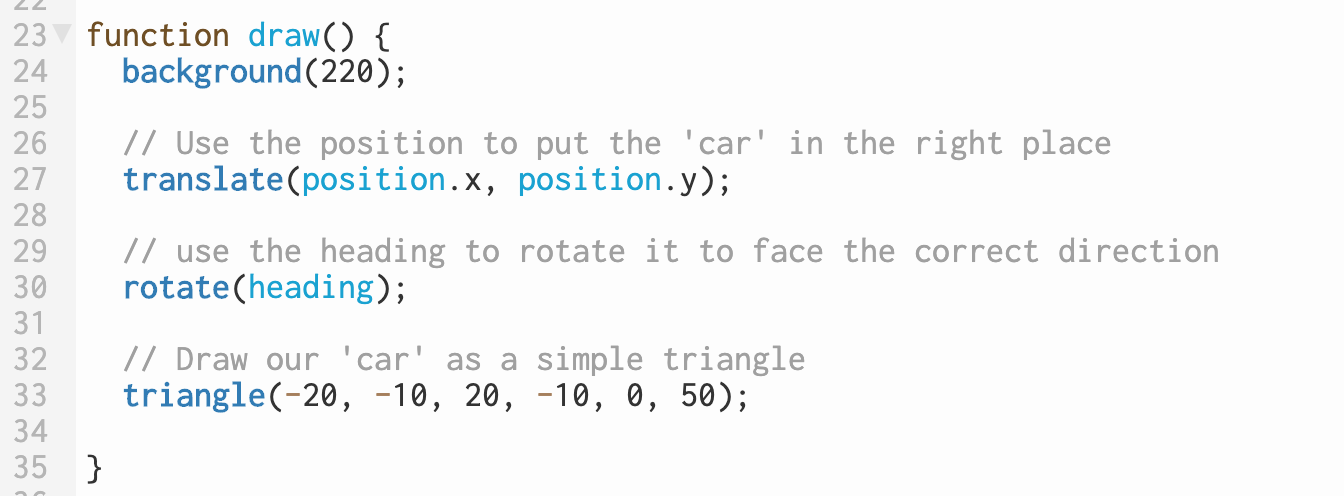 22
23 function draw() {
24   background(220);
25
26   // Use the position to put the 'car' in the right place
27   translate(position.x, position.y);
28
29   // use the heading to rotate it to face the correct direction
30   rotate(heading);
31
32   // Draw our 'car' as a simple triangle
33   triangle(-20, -10, 20, -10, 0, 50);
34
35 }